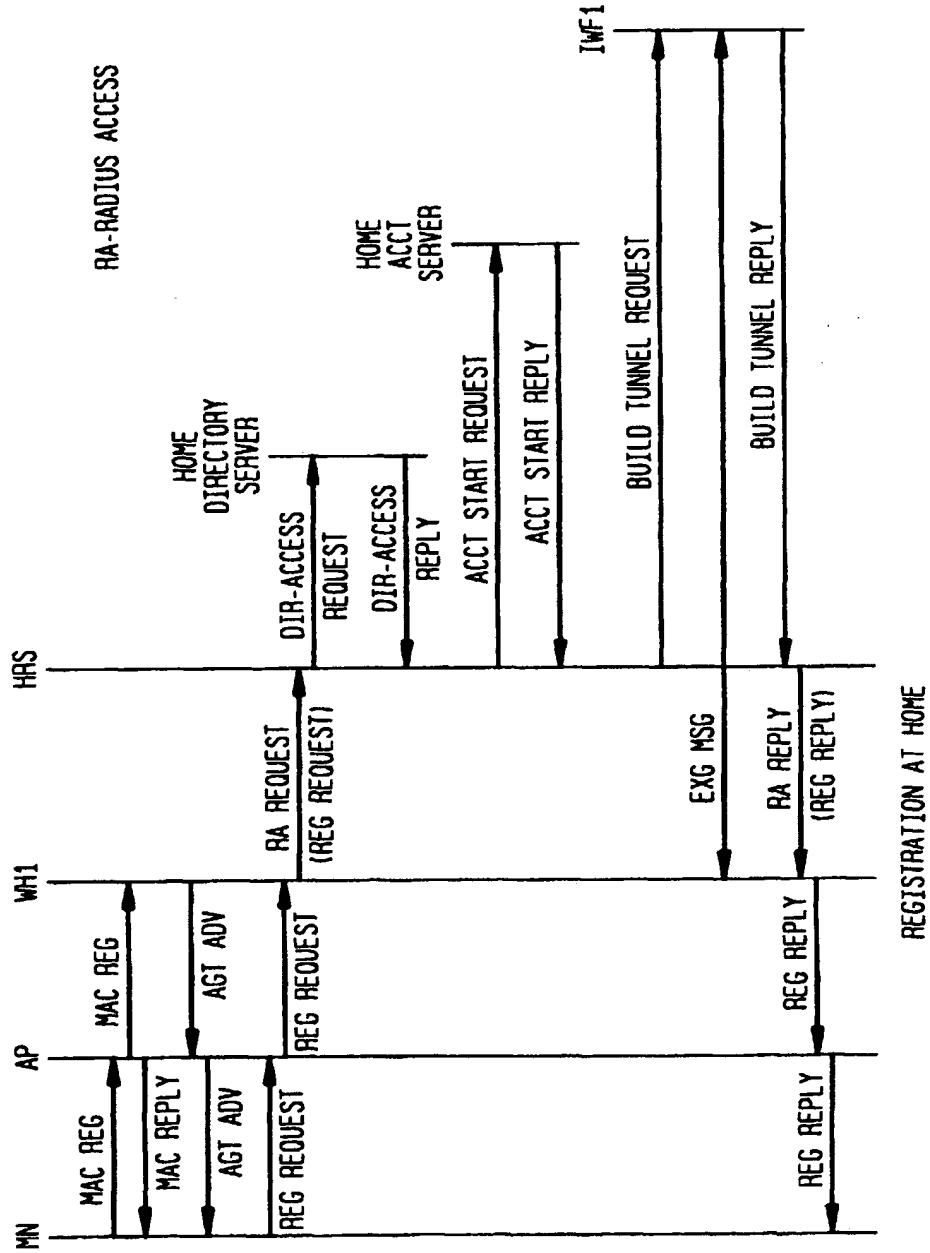 RA-RADIUS ACCESS
MN
AP
WH1
HRS
HOME
DIRECTORY
SERVER
HOME
ACCT
SERVER
IWF1
MAC REG
MAC REG
MAC REPLY
AGT ADV
AGT ADV
REG REQUEST
REG REQUEST
RA REQUEST
(REG REQUEST)
DIR-ACCESS
REQUEST
DIR-ACCESS
REPLY
ACCT START REQUEST
ACCT START REPLY
BUILD TUNNEL REQUEST
EXG MSG
BUILD TUNNEL REPLY
RA REPLY
(REG REPLY)
REG REPLY
REG REPLY
REGISTRATION AT HOME